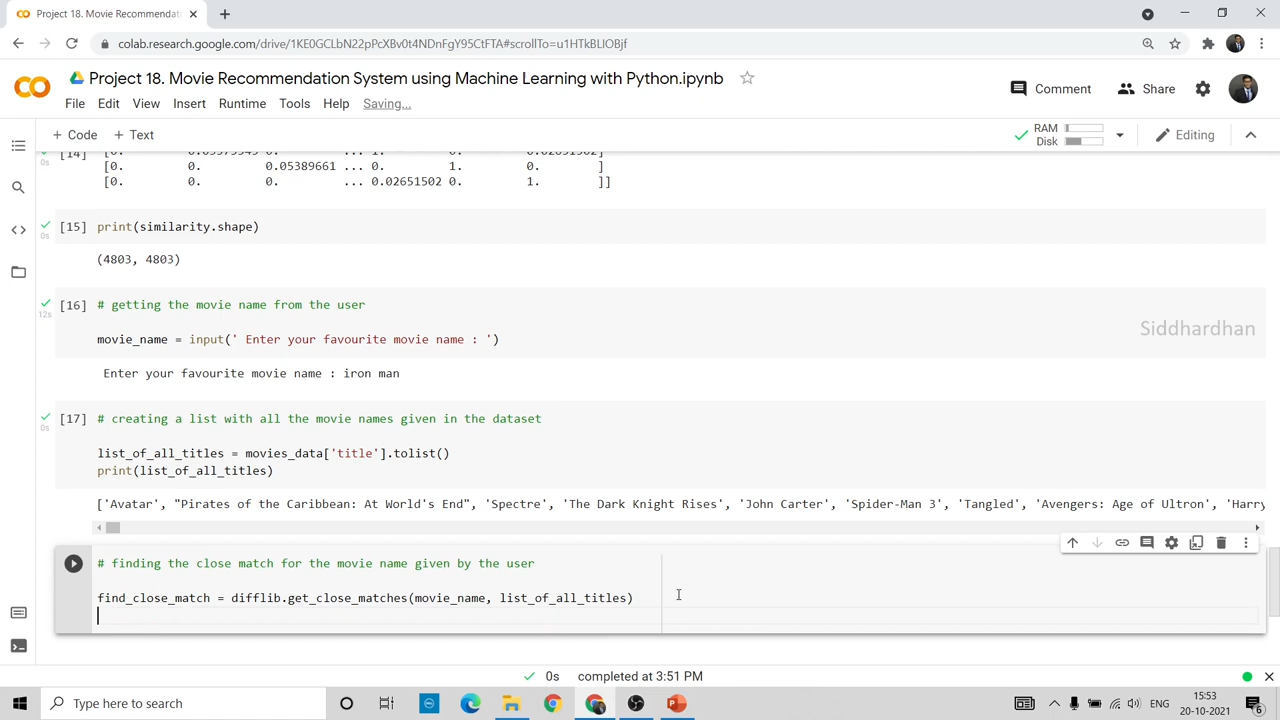 Project 18. Movie Recommendat
colab.research.google.com/drive/1KE0GCLbN22pPcXBv0t4NDnFgY95CtFTA#scrollTo=u1HTkBLIOBjf
Project 18. Movie Recommendation System using Machine Learning with Python.ipynb
Comment Share
File Edit View Insert Runtime Tools Help Saving...
+ Code + Text
RAM
Disk
Editing
[14]
0s
[0. 0. 0.05389661 ... 0. 1. 0. ]
[0. 0. 0. ... 0.02651502 0. 1. ]]
[15] print(similarity.shape)
0s
(4803, 4803)
[16] # getting the movie name from the user
12s
movie_name = input(' Enter your favourite movie name : ')
Siddhardhan
Enter your favourite movie name : iron man
[17] # creating a list with all the movie names given in the dataset
0s
list_of_all_titles = movies_data['title'].tolist()
print(list_of_all_titles)
['Avatar', "Pirates of the Caribbean: At World's End", 'Spectre', 'The Dark Knight Rises', 'John Carter', 'Spider-Man 3', 'Tangled', 'Avengers: Age of Ultron', 'Harry
# finding the close match for the movie name given by the user
find_close_match = difflib.get_close_matches(movie_name, list_of_all_titles)
0s completed at 3:51 PM
Type here to search
ENG
15:53
20-10-2021
6